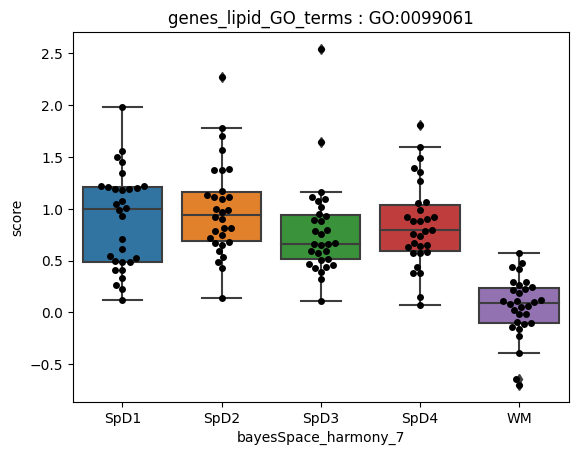 genes_lipid_GO_terms : GO:0099061
2.5
2.0
1.5
1.0
0.5
0.0
−0.5
score
SpD1 SpD2 SpD3 SpD4 WM
bayesSpace_harmony_7